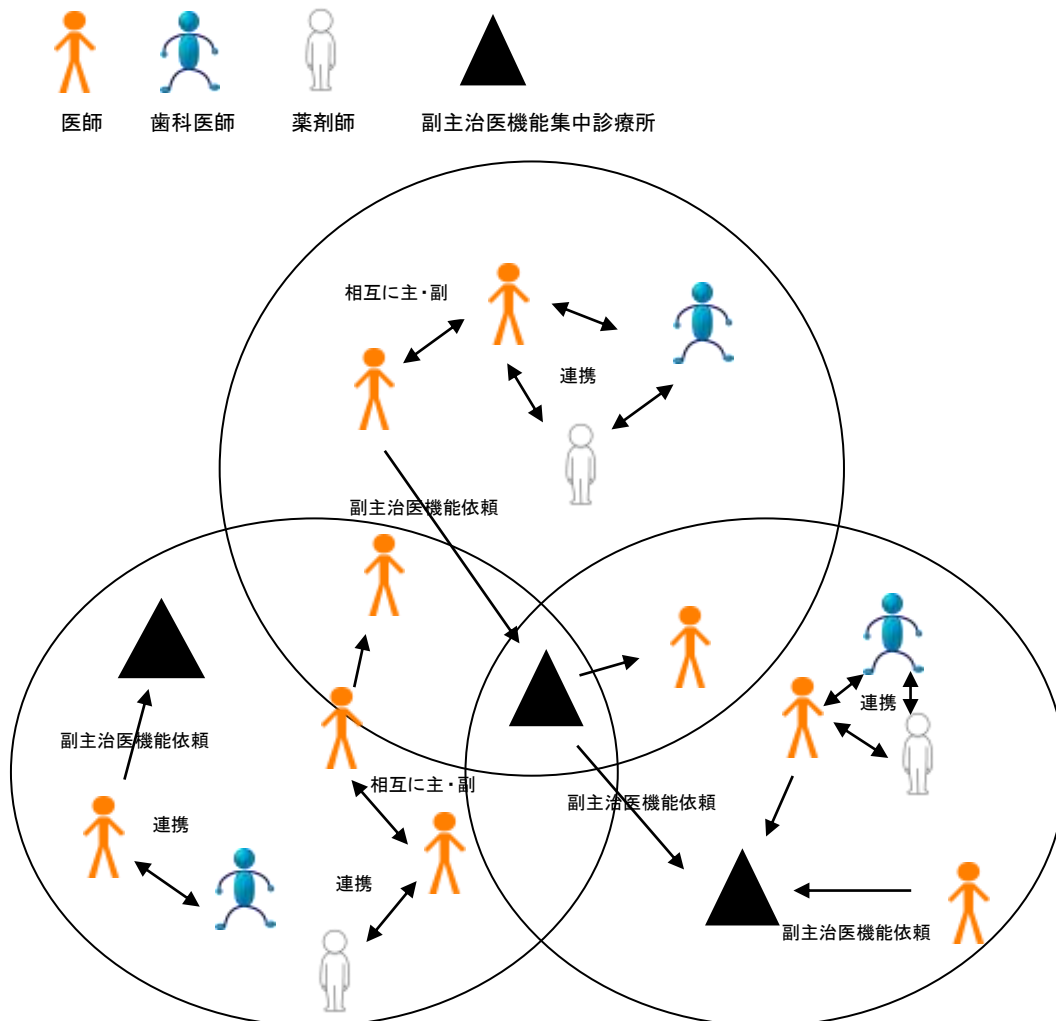 医師
歯科医師
薬剤師
副主治医機能集中診療所
相互に主・副
連携
副主治医機能依頼
連携
副主治医機能依頼
相互に主・副
副主治医機能依頼
連携
連携
副主治医機能依頼